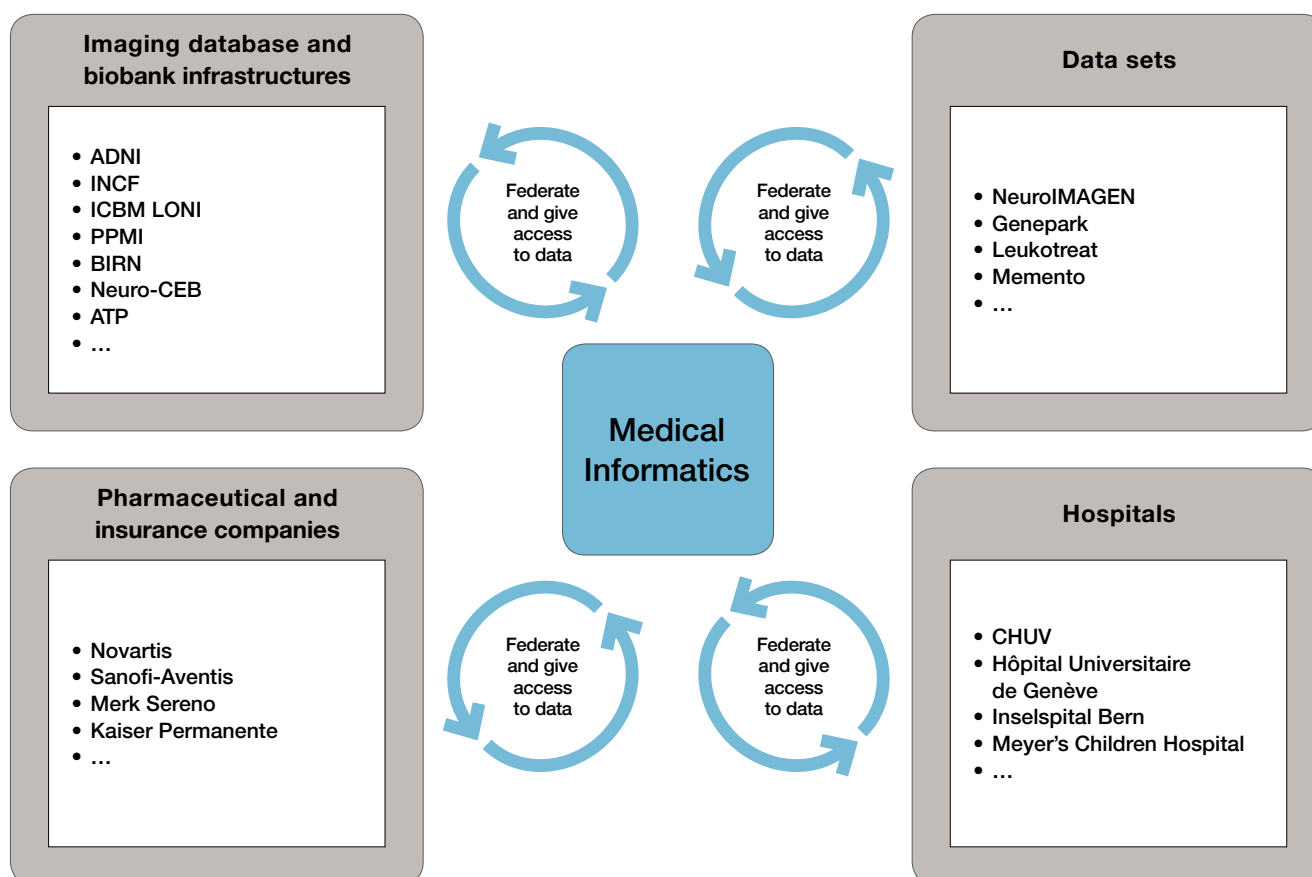 Imaging database and
biobank infrastructures
• ADNI
• INCF
• ICBM LONI
• PPMI
• BIRN
• Neuro-CEB
• ATP
• …
Federate
and give
access
to data
Federate
and give
access
to data
Data sets
• NeuroIMAGEN
• Genepark
• Leukotreat
• Memento
• …
Medical
Informatics
Pharmaceutical and
insurance companies
• Novartis
• Sanofi-Aventis
• Merk Sereno
• Kaiser Permanente
• …
Federate
and give
access
to data
Federate
and give
access
to data
Hospitals
• CHUV
• Hôpital Universitaire
de Genève
• Inselspital Bern
• Meyer’s Children Hospital
• …